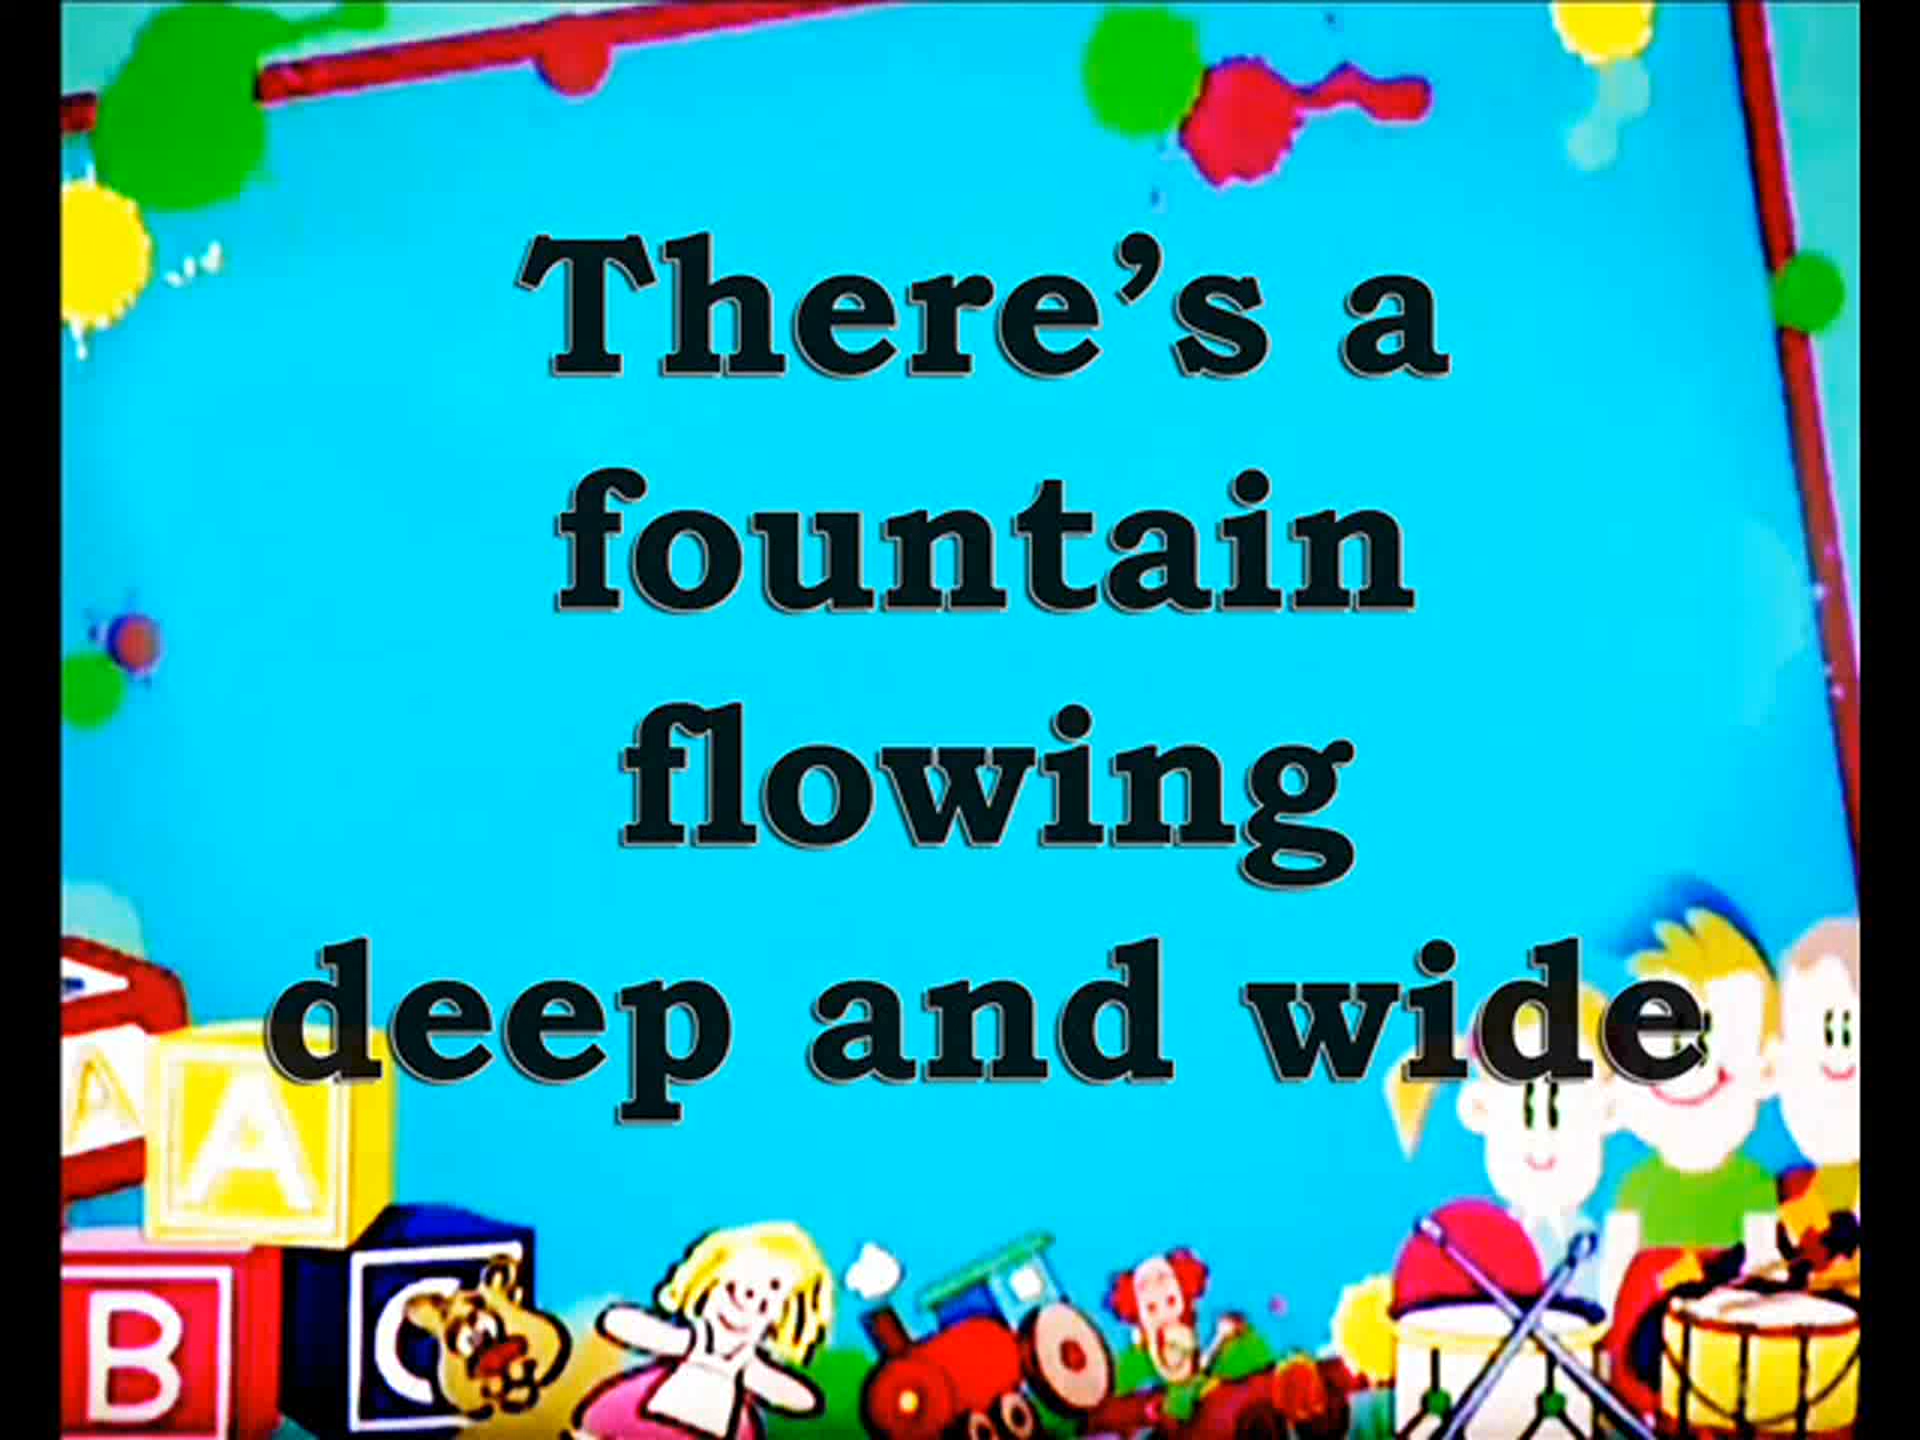 There’s a
fountain
flowing
deep and wide
A
A
B
C